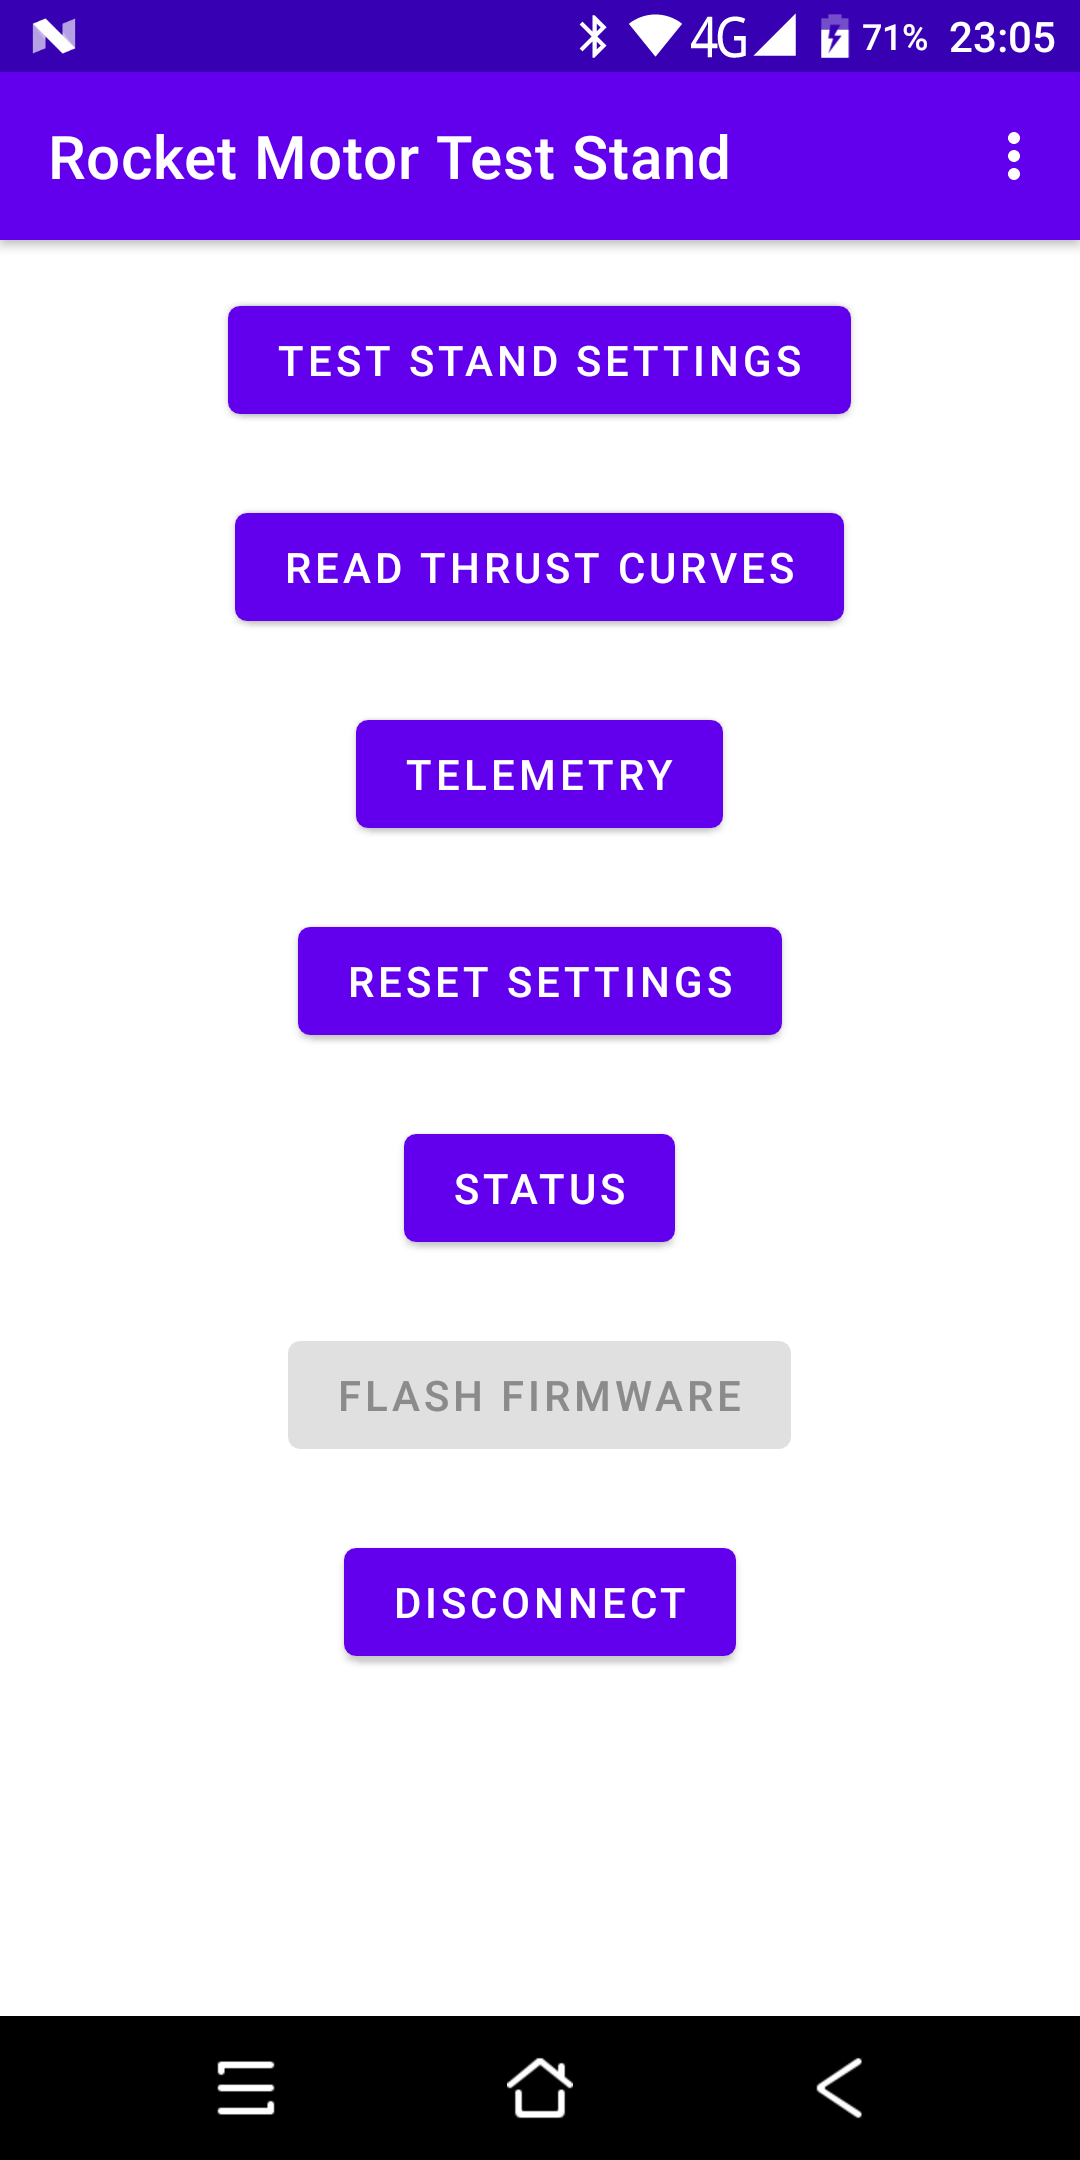 4G 71% 23:05
Rocket Motor Test Stand
TEST STAND SETTINGS
READ THRUST CURVES
TELEMETRY
RESET SETTINGS
STATUS
FLASH FIRMWARE
DISCONNECT